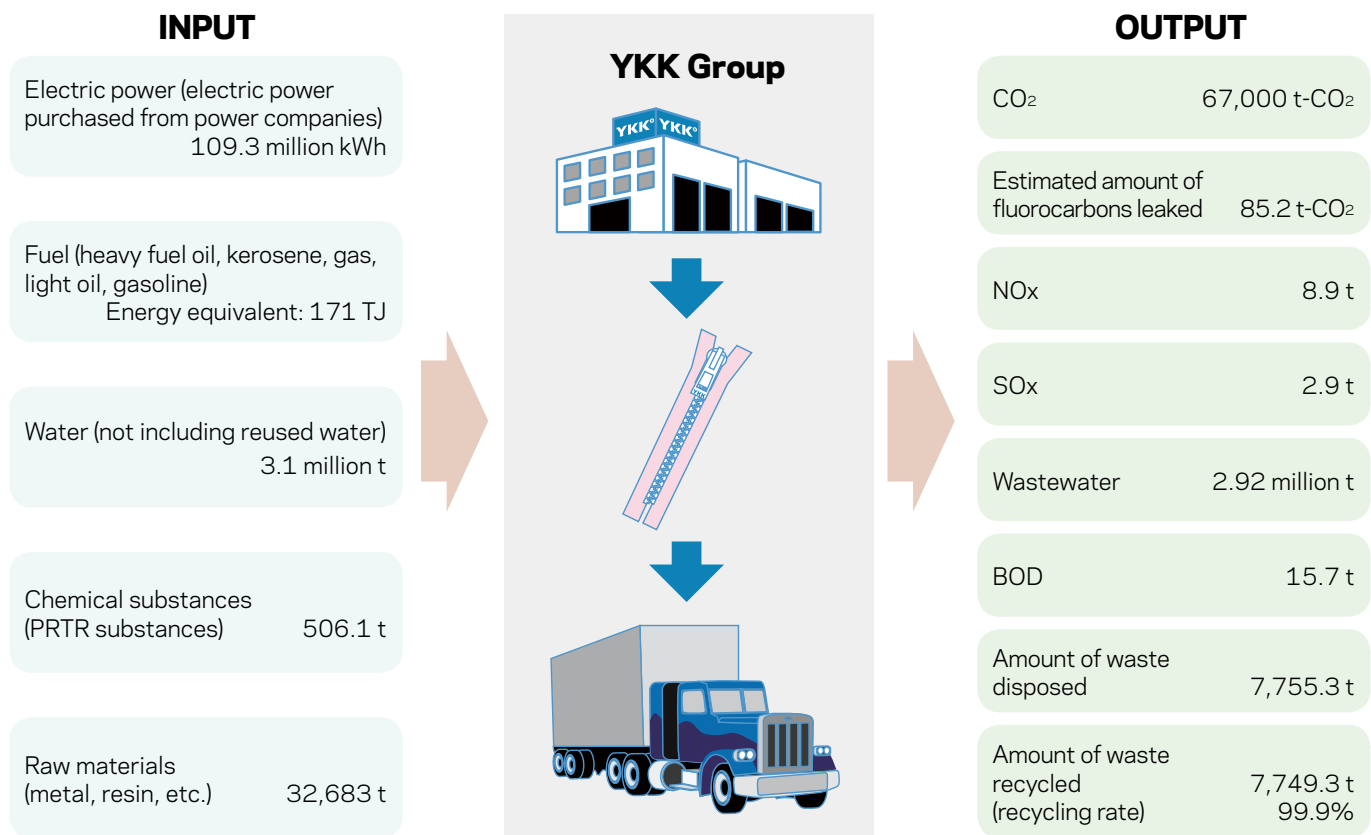 INPUT
Electric power (electric power
purchased from power companies)
109.3 million kWh
Fuel (heavy fuel oil, kerosene, gas,
light oil, gasoline)
Energy equivalent: 171 TJ
Water (not including reused water)
3.1 million t
Chemical substances
(PRTR substances) 506.1 t
Raw materials
(metal, resin, etc.) 32,683 t
YKK Group
YKK® YKK®
OUTPUT
CO₂ 67,000 t-CO₂
Estimated amount of
fluorocarbons leaked 85.2 t-CO₂
NOx 8.9 t
SOx 2.9 t
Wastewater 2.92 million t
BOD 15.7 t
Amount of waste
disposed 7,755.3 t
Amount of waste
recycled 7,749.3 t
(recycling rate) 99.9%